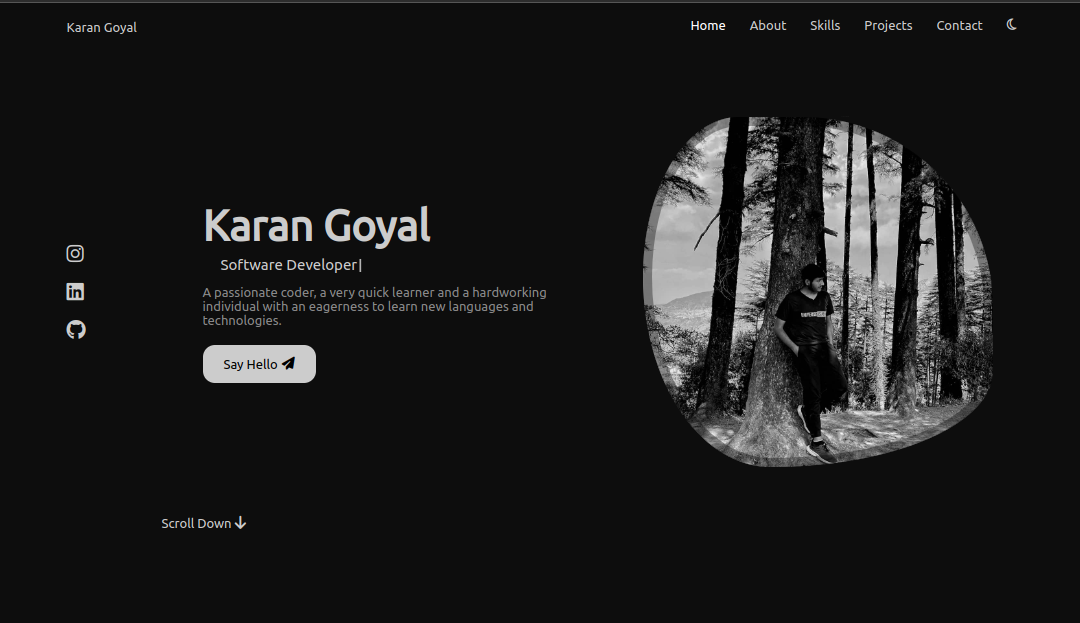 Karan Goyal
Home About Skills Projects Contact
Karan Goyal
Software Developer|
A passionate coder, a very quick learner and a hardworking
individual with an eagerness to learn new languages and
technologies.
Say Hello
Scroll Down